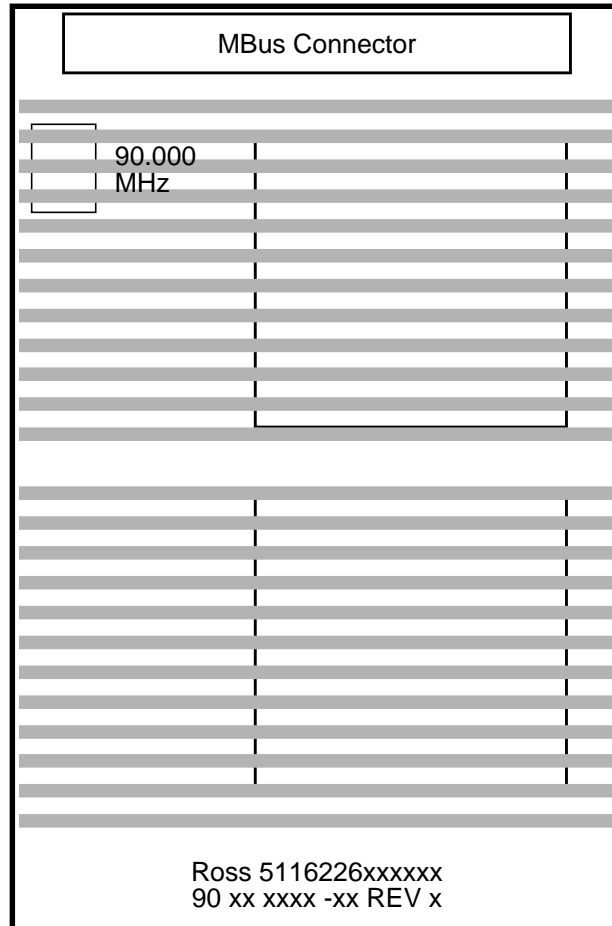 MBus Connector
90.000
MHz
Ross 5116226xxxxxx
90 xx xxxx -xx REV x